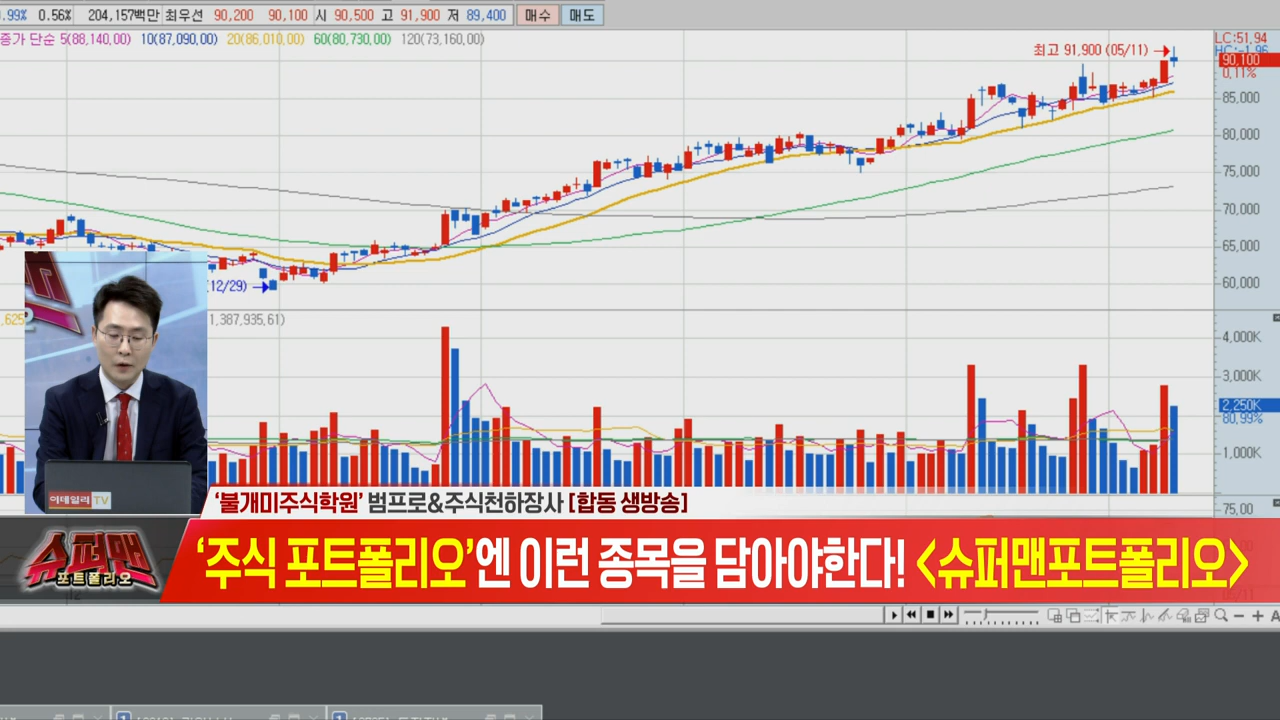 0.56% 204,157백만 최우선 90,200 90,100 시 90,500 고 91,900 저 89,400 매수 매도
종가 단순 5(88,140,00) 10(87,090,00) 20(86,010,00) 60(80,730,00) 120(73,160,00)
LC:51,94
최고 91,900 (05/11)
90,100
0,11%
85,000
80,000
75,000
70,000
65,000
60,000
(12/29)
1,387,935,61)
4,000K
3,000K
2,250K
80,99%
1,000K
75,00
이데일리TV
‘불개미주식학원’ 범프로&주식천하장사 [합동 생방송]
슈퍼맨
포트폴리오
‘주식 포트폴리오’엔 이런 종목을 담아야한다! <슈퍼맨포트폴리오>